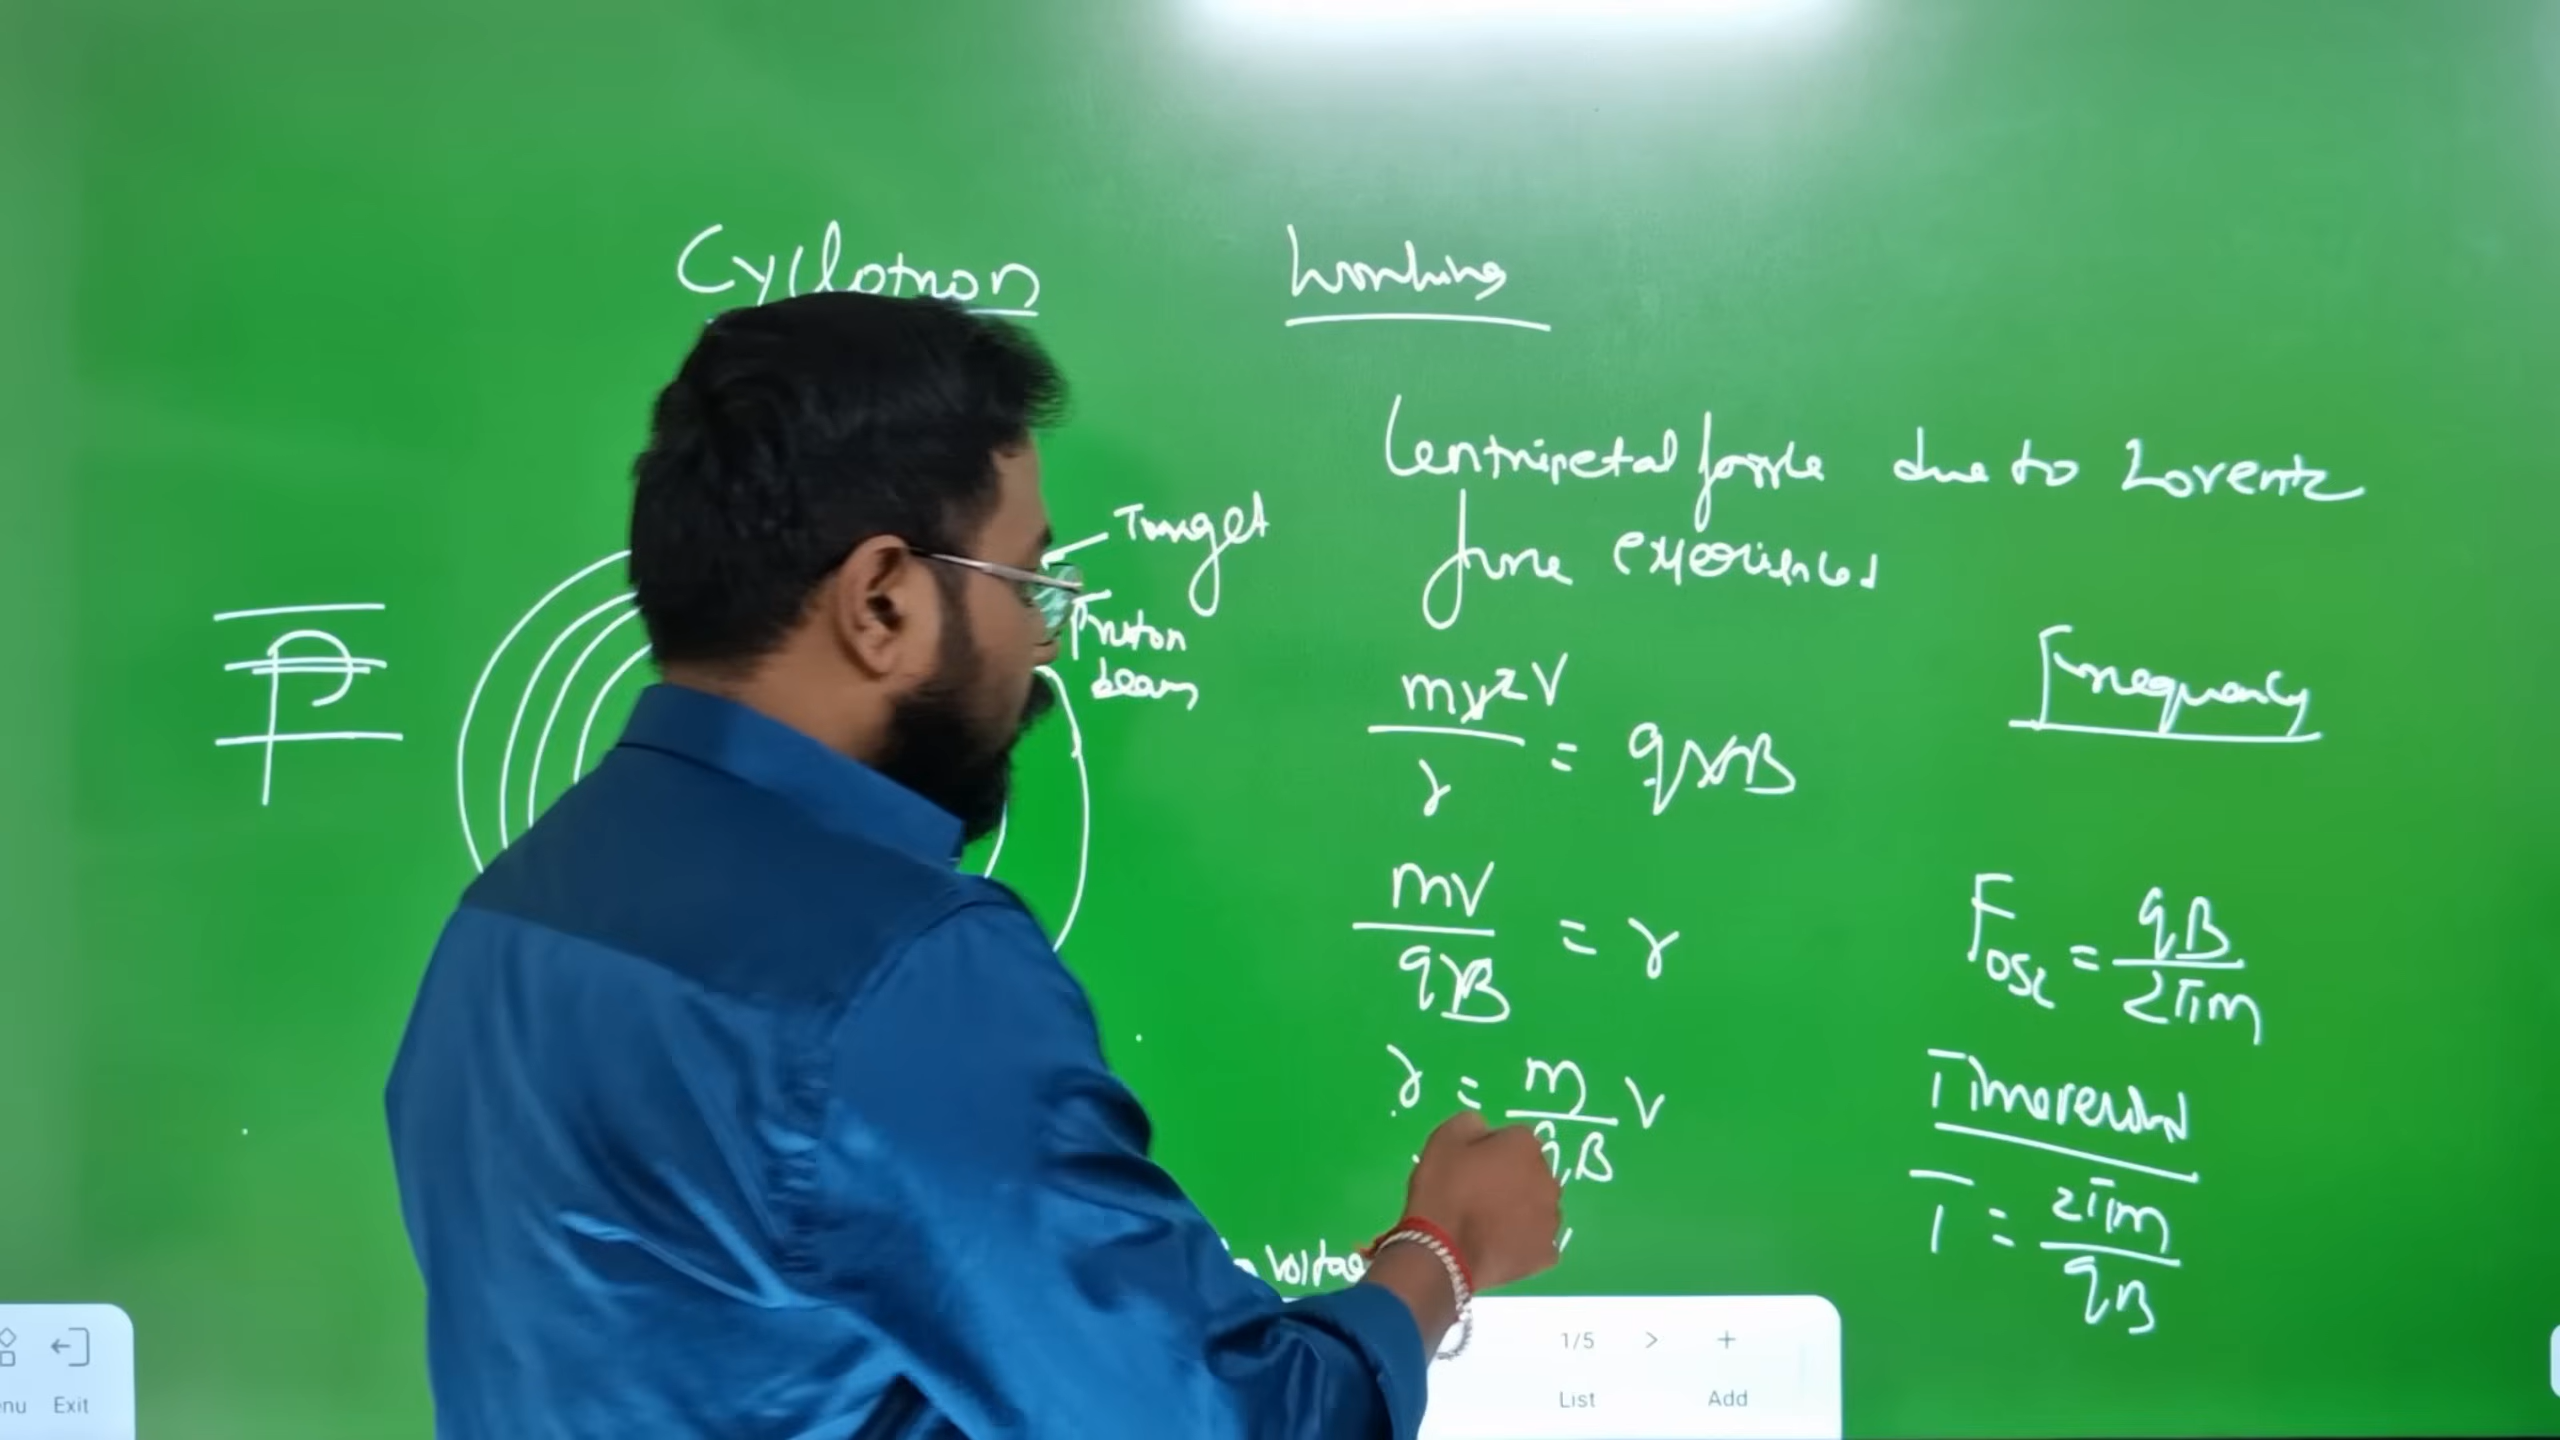 Cyclotron
Working
Centripetal force due to Lorentz
force experienced
Target
Proton
beam
mv²
r
= qvB
mv
qB
= r
r = m v
qB
Voltage
Frequency
Fosc = qB
2πm
Time period
T = 2πm
qB
Exit
1/5 > +
List
Add